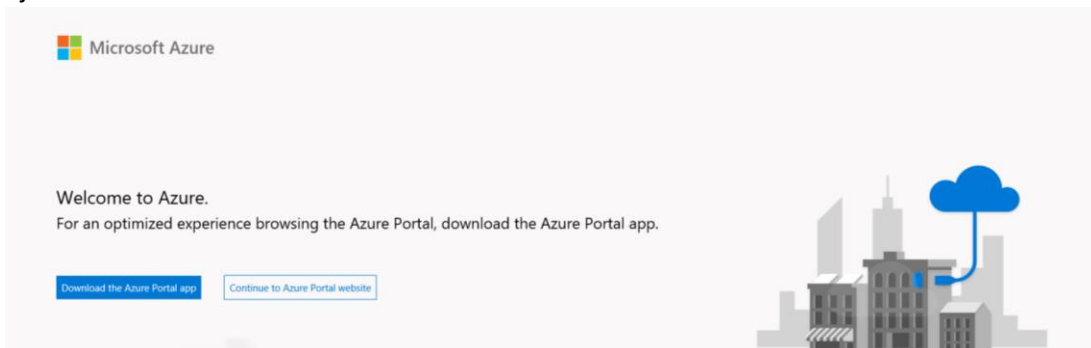 Microsoft Azure
Welcome to Azure.
For an optimized experience browsing the Azure Portal, download the Azure Portal app.
Download the Azure Portal app
Continue to Azure Portal website